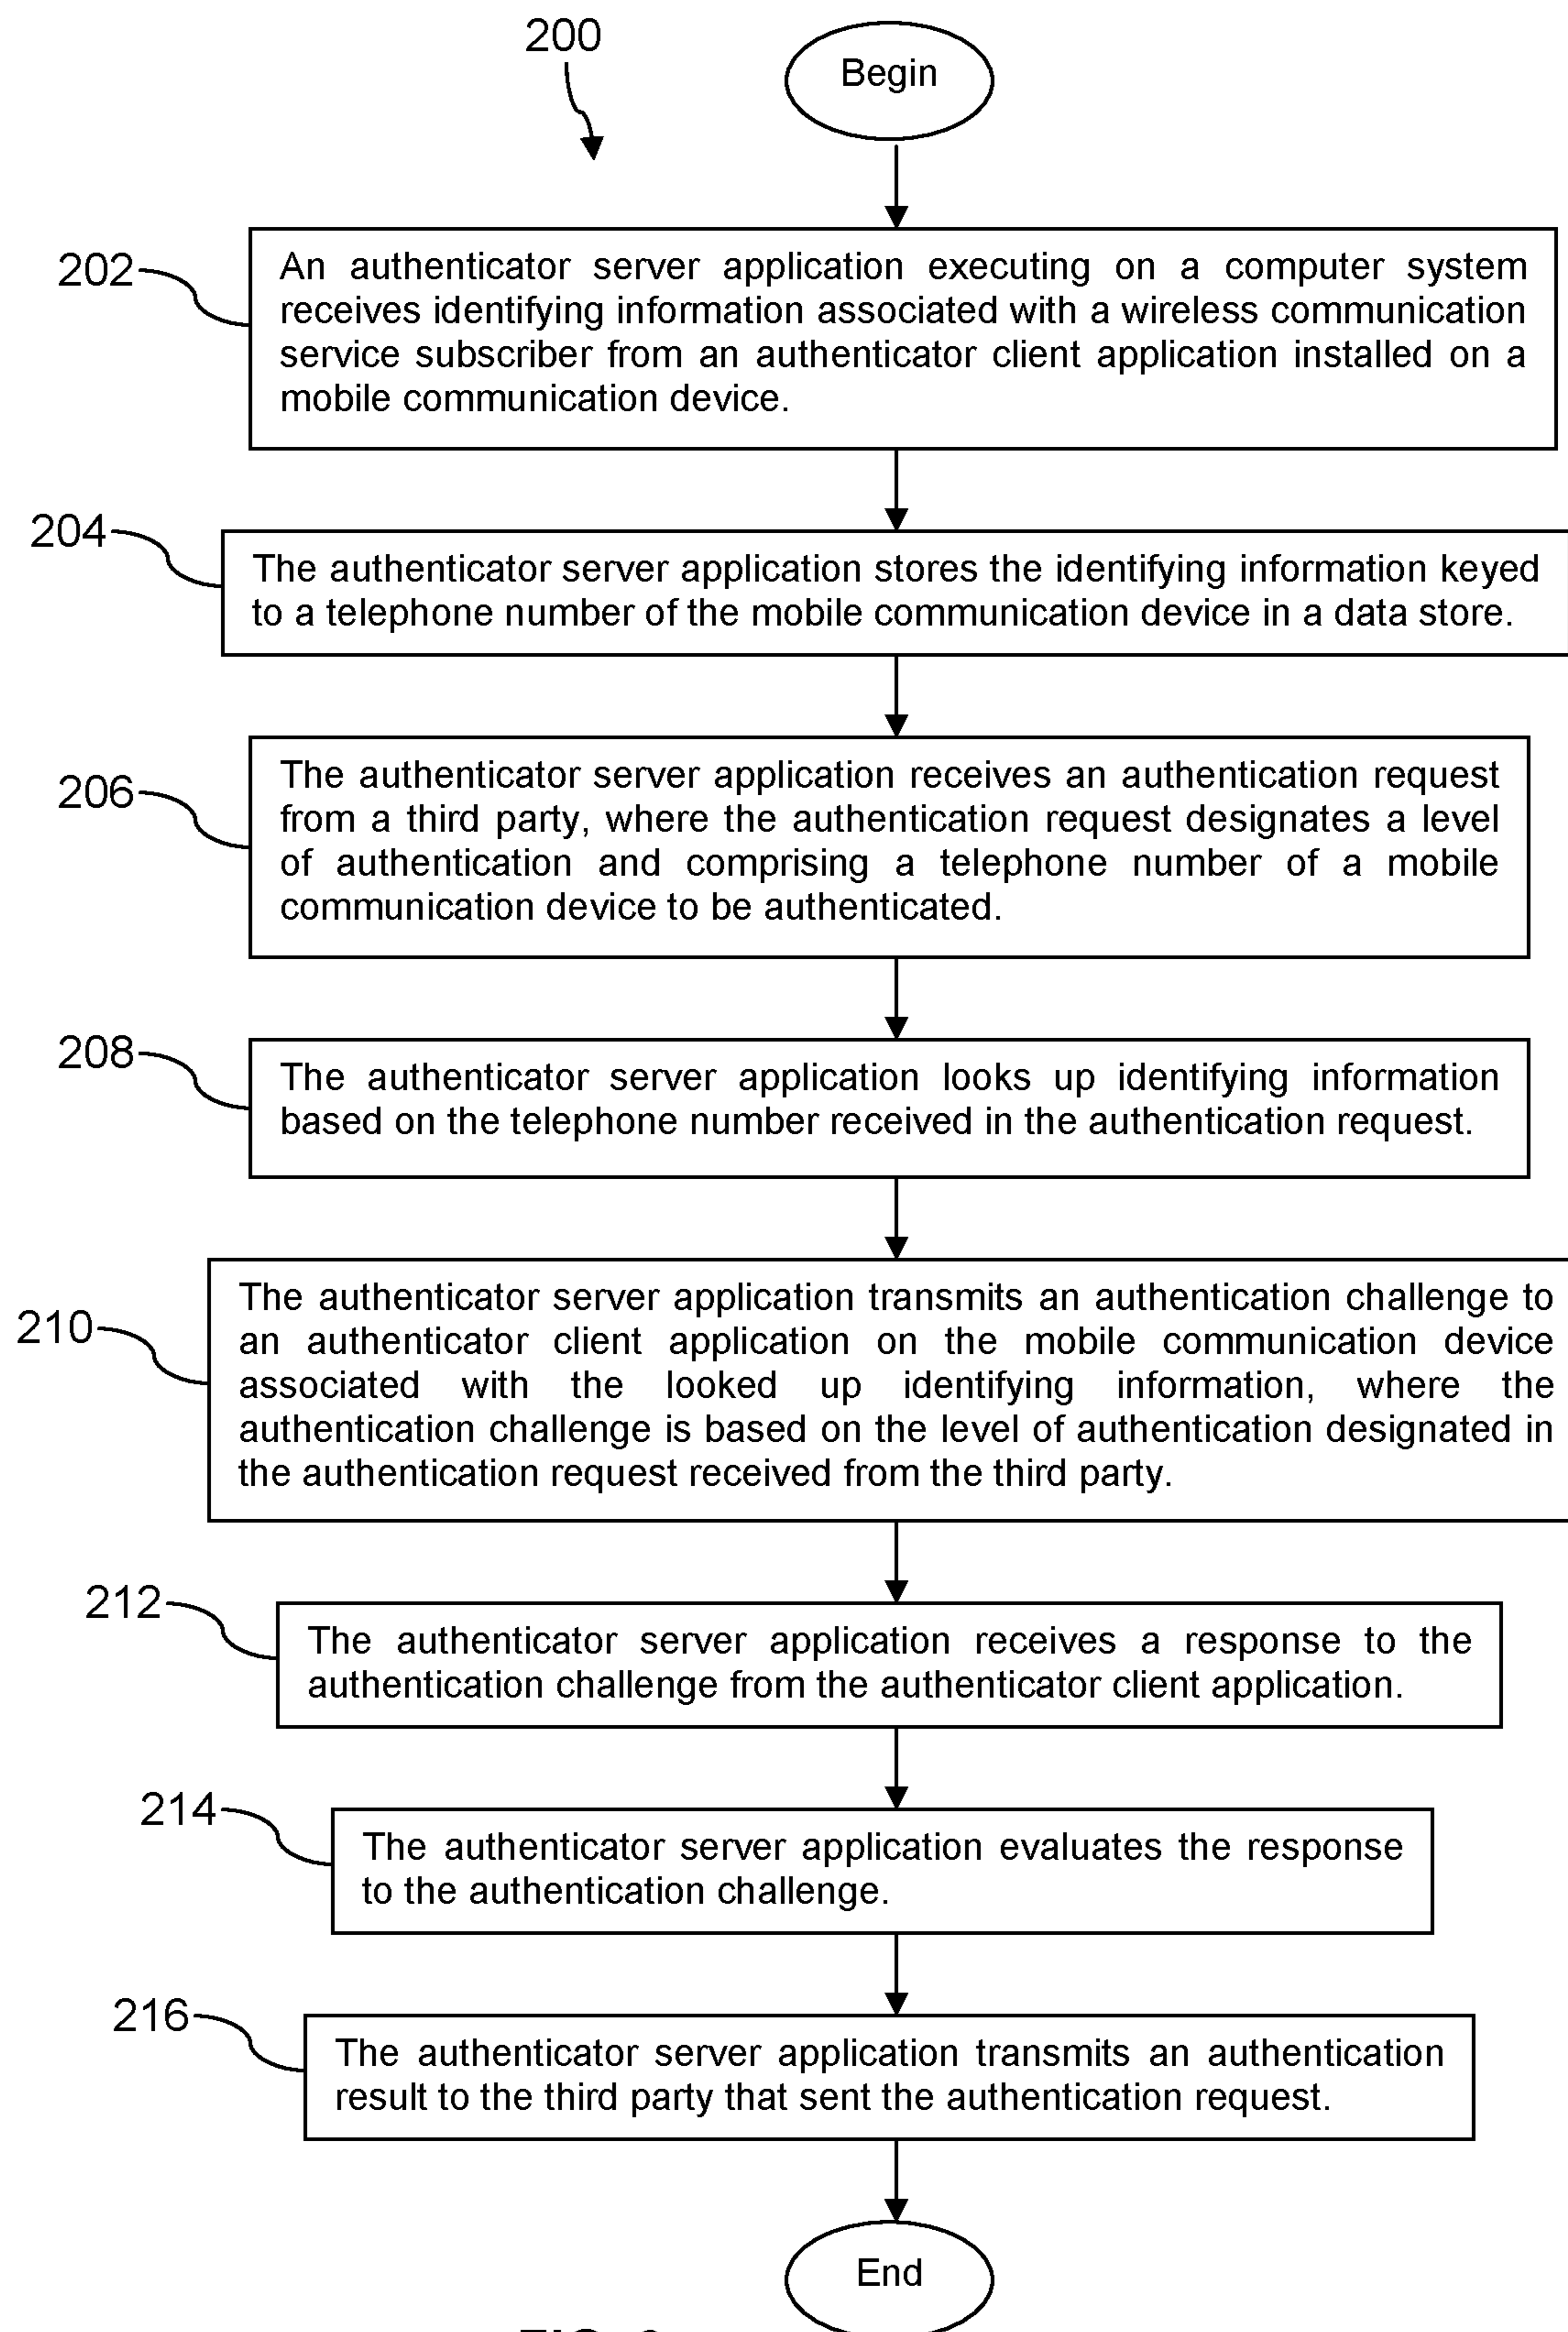 200
Begin
202
An authenticator server application executing on a computer system
receives identifying information associated with a wireless communication
service subscriber from an authenticator client application installed on a
mobile communication device.
204
The authenticator server application stores the identifying information keyed
to a telephone number of the mobile communication device in a data store.
206
The authenticator server application receives an authentication request
from a third party, where the authentication request designates a level
of authentication and comprising a telephone number of a mobile
communication device to be authenticated.
208
The authenticator server application looks up identifying information
based on the telephone number received in the authentication request.
210
The authenticator server application transmits an authentication challenge to
an authenticator client application on the mobile communication device
associated with the looked up identifying information, where the
authentication challenge is based on the level of authentication designated in
the authentication request received from the third party.
212
The authenticator server application receives a response to the
authentication challenge from the authenticator client application.
214
The authenticator server application evaluates the response
to the authentication challenge.
216
The authenticator server application transmits an authentication
result to the third party that sent the authentication request.
End